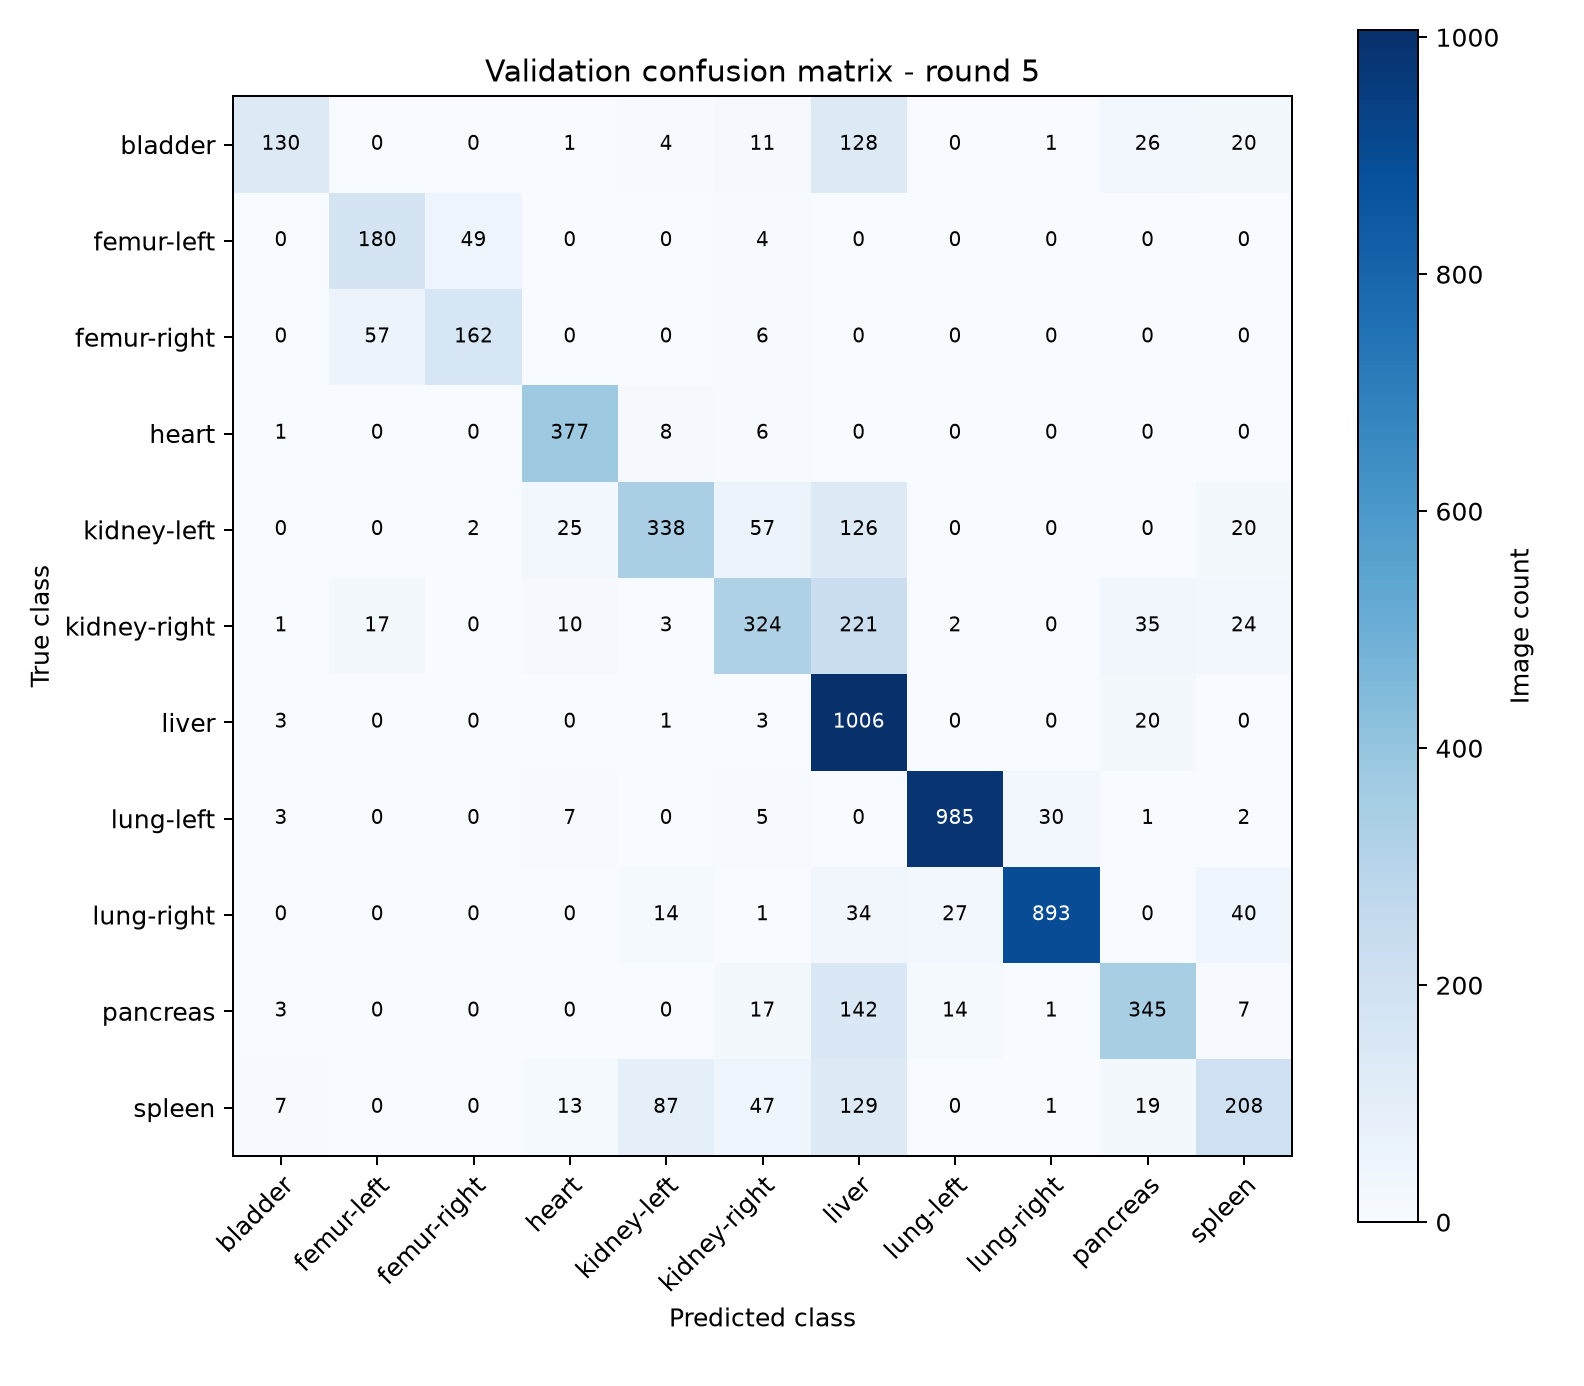 Validation confusion matrix - round 5
bladder 130 0 0 1 4 11 128 0 1 26 20
femur-left 0 180 49 0 0 4 0 0 0 0 0
femur-right 0 57 162 0 0 6 0 0 0 0 0
heart 1 0 0 377 8 6 0 0 0 0 0
kidney-left 0 0 2 25 338 57 126 0 0 0 20
kidney-right 1 17 0 10 3 324 221 2 0 35 24
liver 3 0 0 0 1 3 1006 0 0 20 0
lung-left 3 0 0 7 0 5 0 985 30 1 2
lung-right 0 0 0 0 14 1 34 27 893 0 40
pancreas 3 0 0 0 0 17 142 14 1 345 7
spleen 7 0 0 13 87 47 129 0 1 19 208
bladder femur-left femur-right heart kidney-left kidney-right liver lung-left lung-right pancreas spleen
Predicted class
True class
1000
800
600
400
200
0
Image count